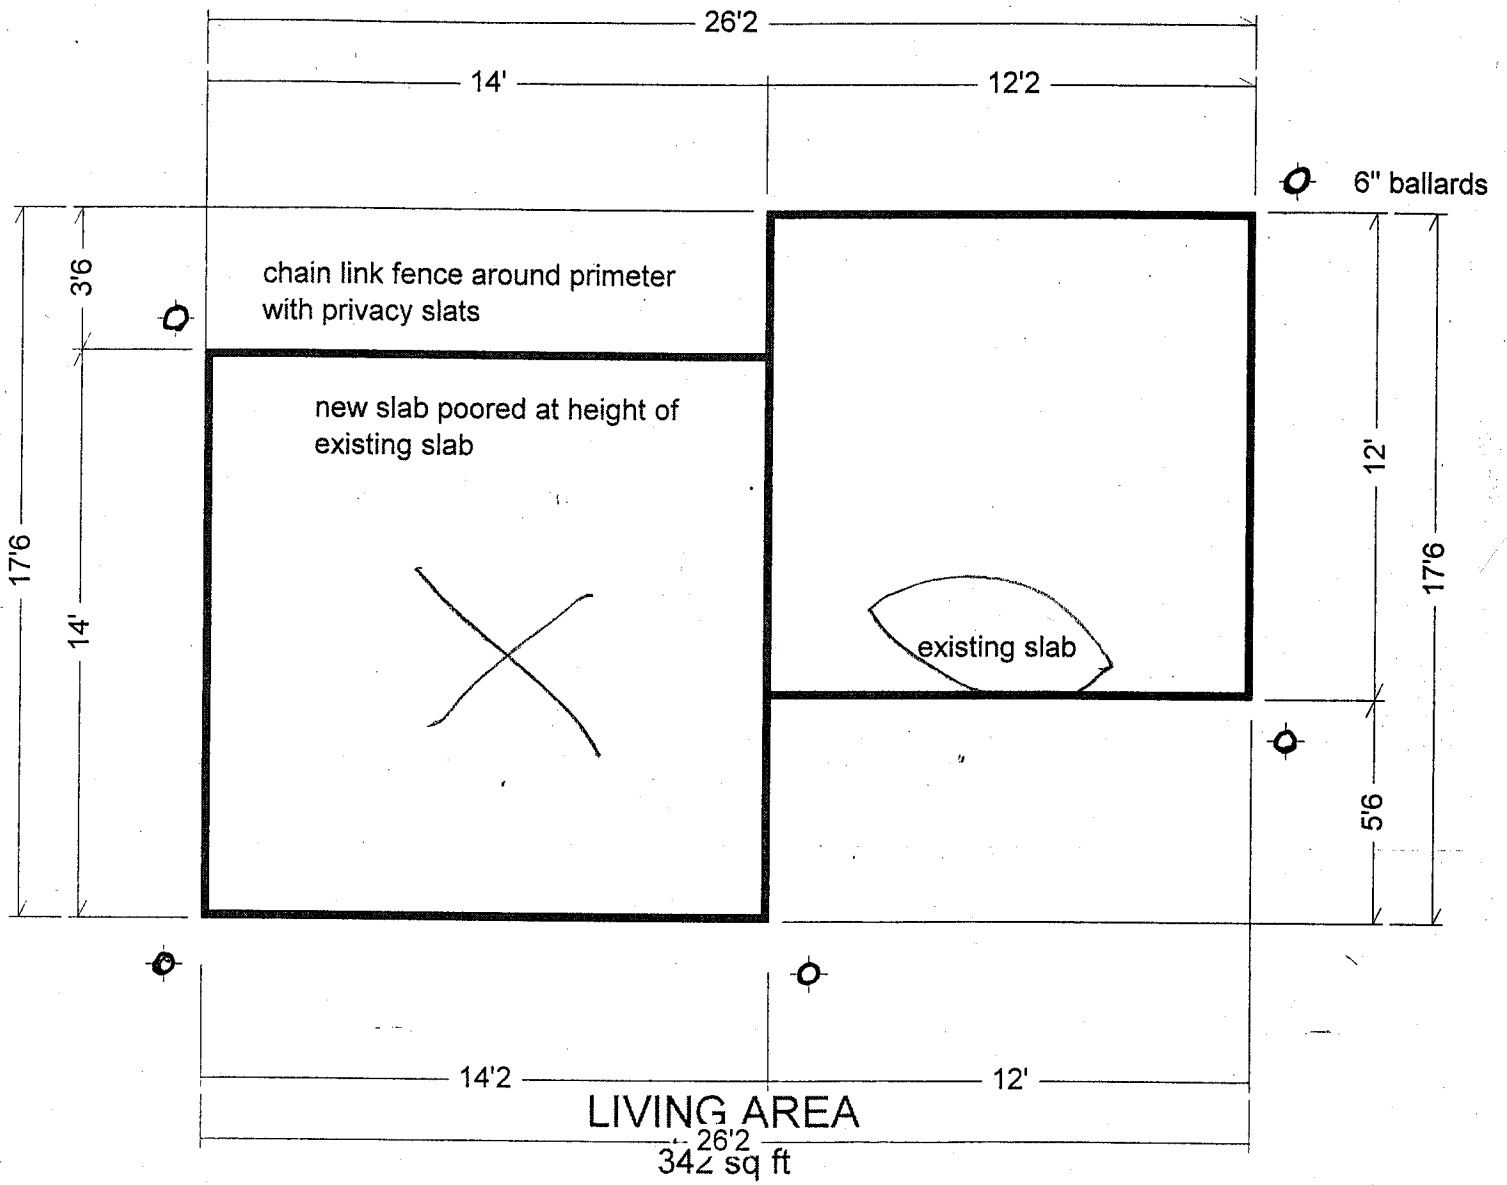 26'2
14'
12'2
6" ballards
3'6
chain link fence around primeter
with privacy slats
new slab poored at height of
existing slab
12'
17'6
17'6
14'
existing slab
5'6
14'2
12'
LIVING AREA
26'2
342 sq ft